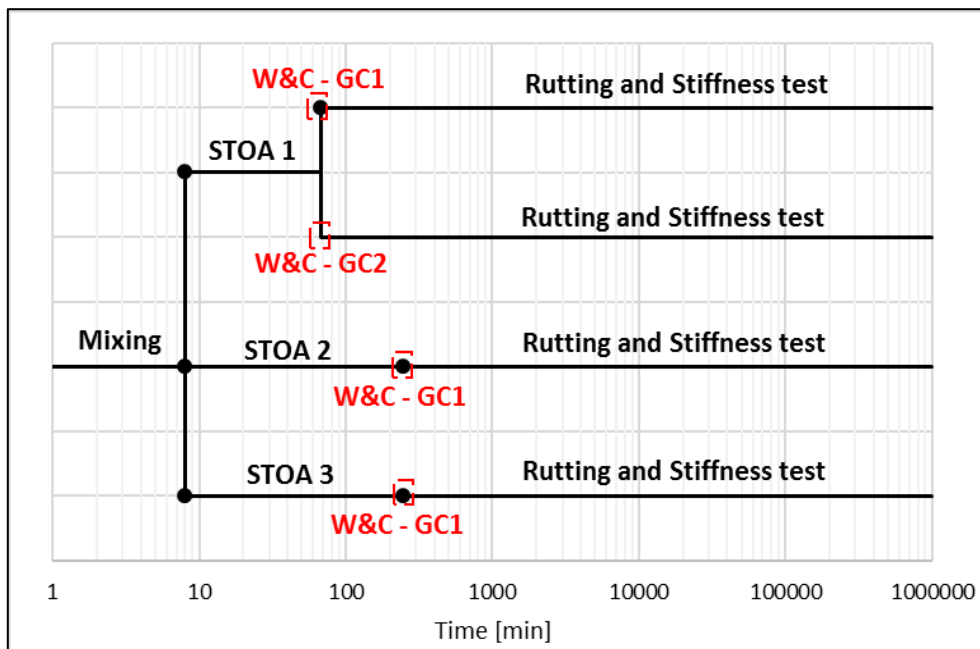 W&C - GC1
Rutting and Stiffness test
STOA 1
Rutting and Stiffness test
W&C - GC2
Mixing
STOA 2
Rutting and Stiffness test
W&C - GC1
STOA 3
Rutting and Stiffness test
W&C - GC1
1 10 100 1000 10000 100000 1000000
Time [min]